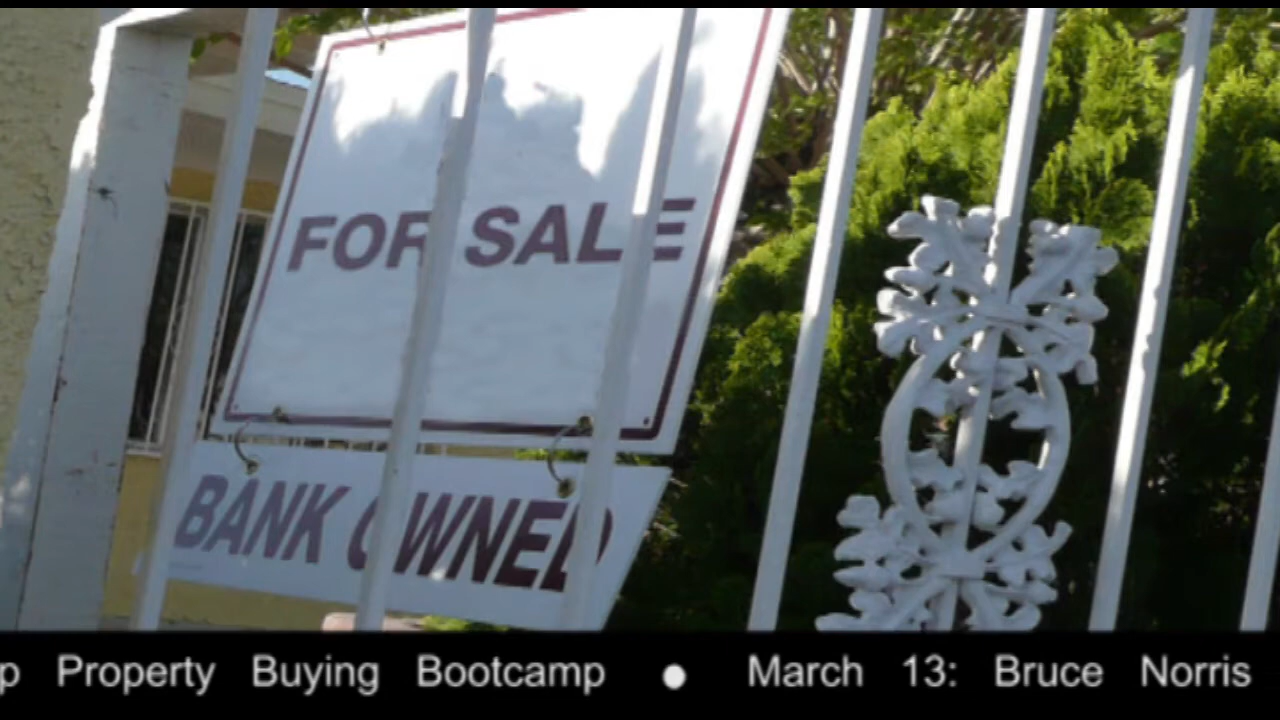 FOR SALE
BANK OWNED
p Property Buying Bootcamp ● March 13: Bruce Norris